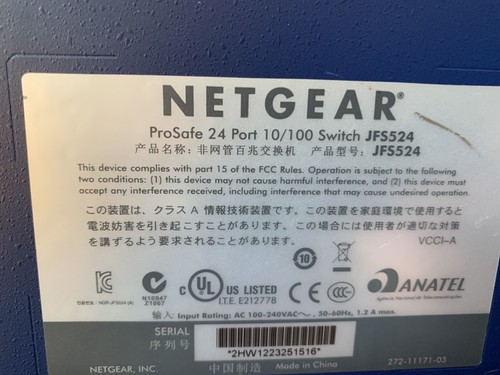 NETGEAR®
ProSafe 24 Port 10/100 Switch JFS524
产品名称: 非网管百兆交换机 产品型号: JFS524
This device complies with part 15 of the FCC Rules. Operation is subject to the following
two conditions: (1) this device may not cause harmful interference, and (2) this device must
accept any interference received, including interference that may cause undesired operation.
この装置は、クラス A 情報技術装置です。この装置を家庭環境で使用すると
電波妨害を引き起こすことがあります。この場合には使用者が適切な対策
を講ずるよう要求されることがあります。 VCCI-A
10
N10947
Z1067
c UL US LISTED
I.T.E. E212778
CCC
ANATEL
Agência Nacional de Telecomunicações
NGR-JFS524 (A)
输入 Input Rating: AC 100-240VAC～, 50-60Hz, 1.2 A max.
SERIAL
序列号
*2HW1223251516*
NETGEAR, INC. 中国制造 Made in China 272-11171-03